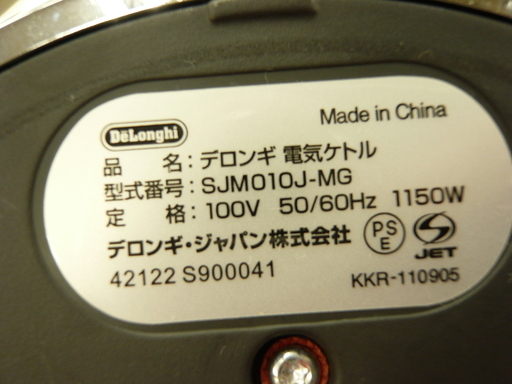 Made in China
DeLonghi
品 名：デロンギ 電気ケトル
型式番号：SJM010J-MG
定 格：100V 50/60Hz 1150W
デロンギ・ジャパン株式会社
PS
E
JET
42122 S900041
KKR-110905